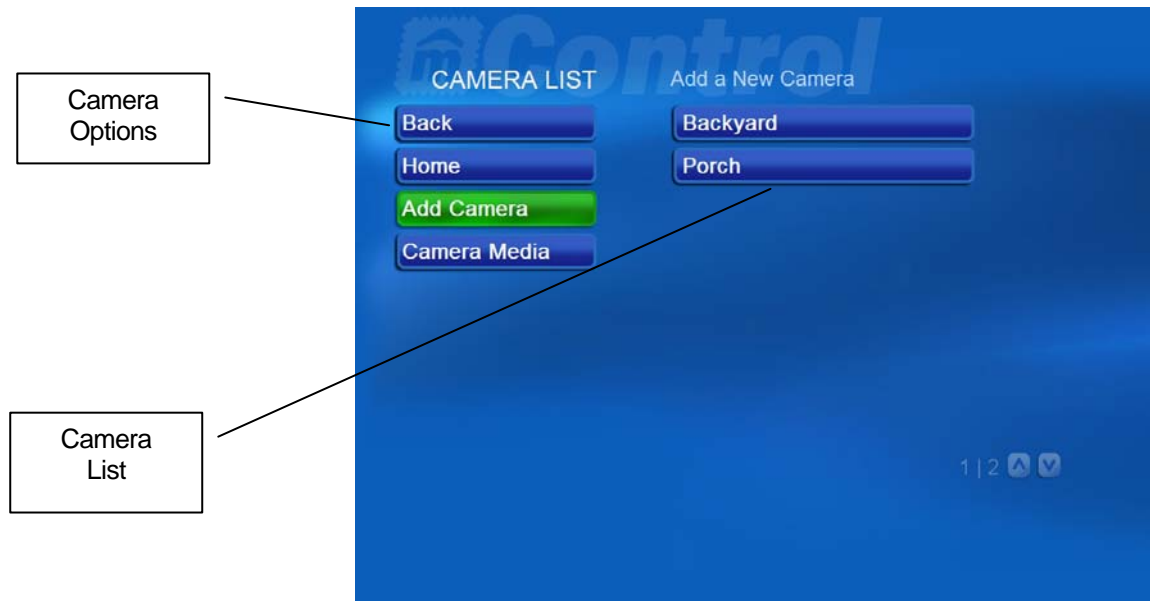 mControl
CAMERA LIST
Add a New Camera
Camera
Options
Back
Backyard
Home
Porch
Add Camera
Camera Media
Camera
List
1 | 2